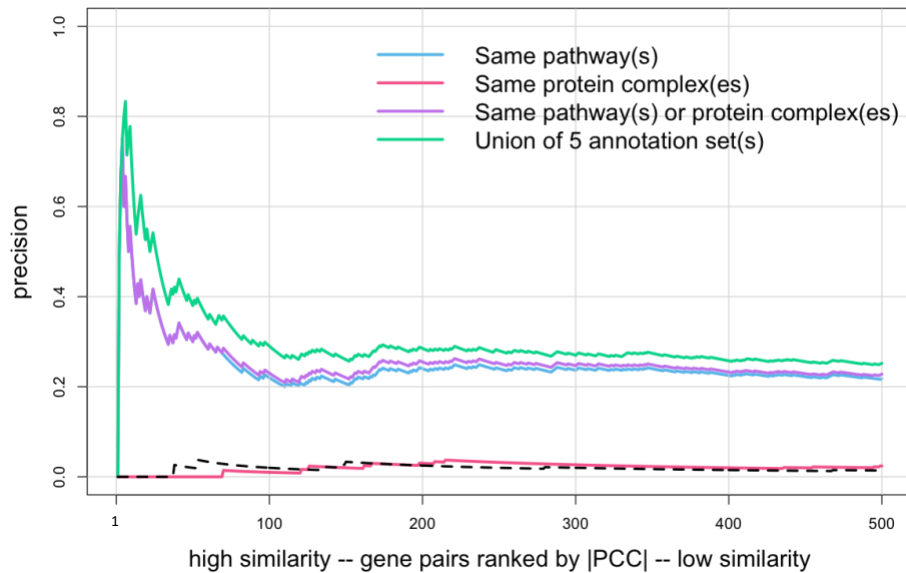 1.0
Same pathway(s)
Same protein complex(es)
Same pathway(s) or protein complex(es)
Union of 5 annotation set(s)
0.8
0.6
0.4
0.2
0.0
precision
1 100 200 300 400 500
high similarity -- gene pairs ranked by |PCC| -- low similarity